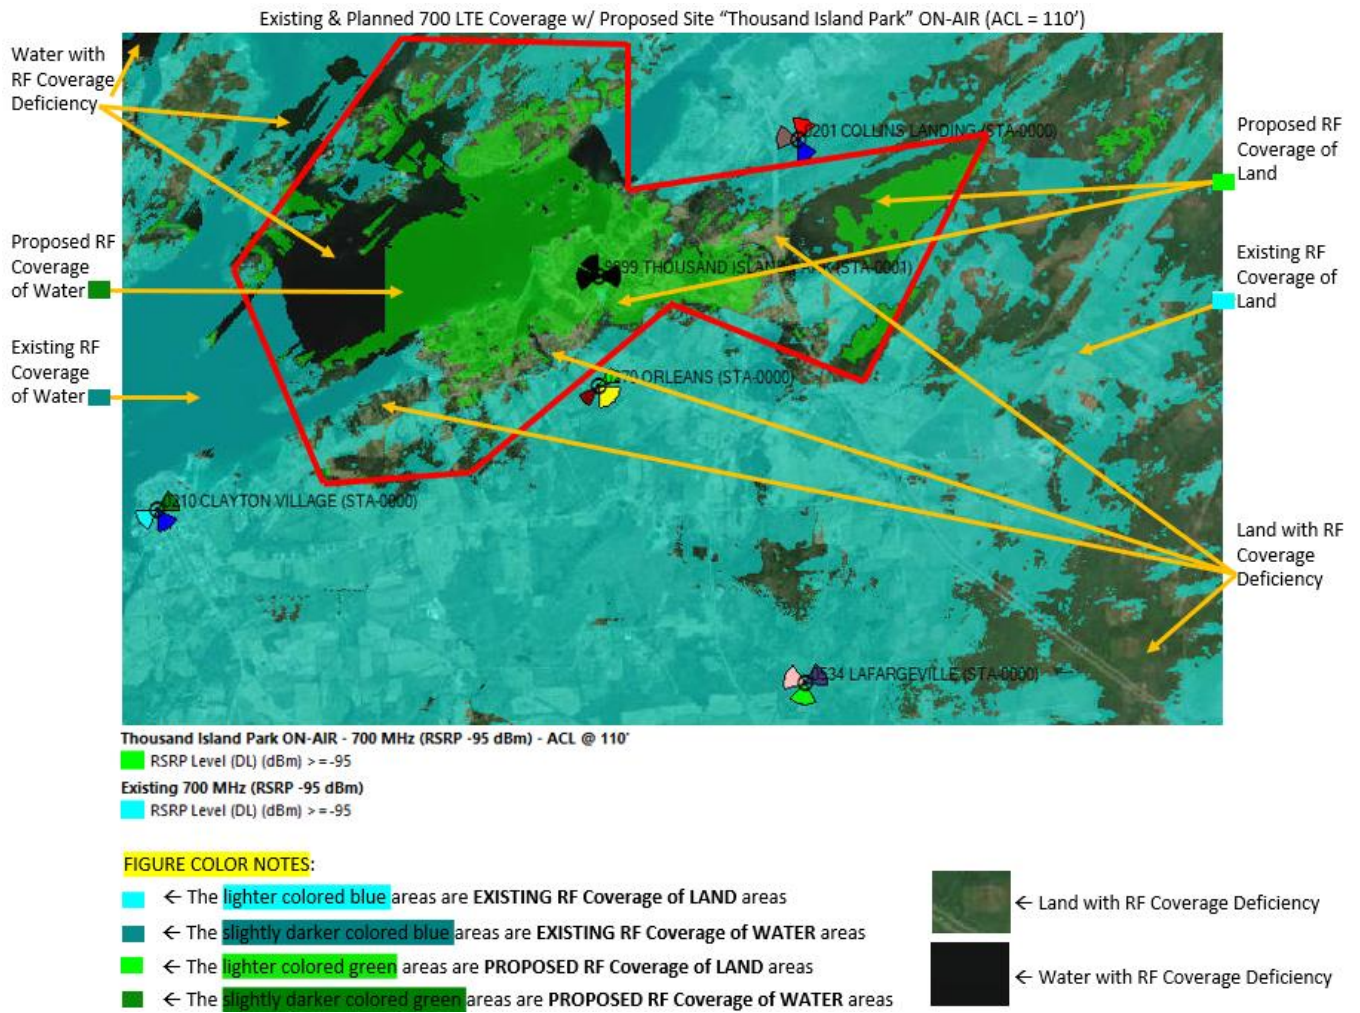 Existing & Planned 700 LTE Coverage w/ Proposed Site “Thousand Island Park” ON-AIR (ACL = 110’)
Water with
RF Coverage
Deficiency
Proposed RF
Coverage
of Water
Existing RF
Coverage
of Water
Proposed RF
Coverage of
Land
Existing RF
Coverage of
Land
Land with RF
Coverage
Deficiency
0201 COLLINS LANDING (STA-0000)
THOUSAND ISLAND (STA-0001)
ORLEANS (STA-0000)
0210 CLAYTON VILLAGE (STA-0000)
0534 LAFARGEVILLE (STA-0000)
Thousand Island Park ON-AIR - 700 MHz (RSRP -95 dBm) - ACL @ 110'
RSRP Level (DL) (dBm) >=-95
Existing 700 MHz (RSRP -95 dBm)
RSRP Level (DL) (dBm) >=-95
FIGURE COLOR NOTES:
← The lighter colored blue areas are EXISTING RF Coverage of LAND areas
← The slightly darker colored blue areas are EXISTING RF Coverage of WATER areas
← The lighter colored green areas are PROPOSED RF Coverage of LAND areas
← The slightly darker colored green areas are PROPOSED RF Coverage of WATER areas
← Land with RF Coverage Deficiency
← Water with RF Coverage Deficiency